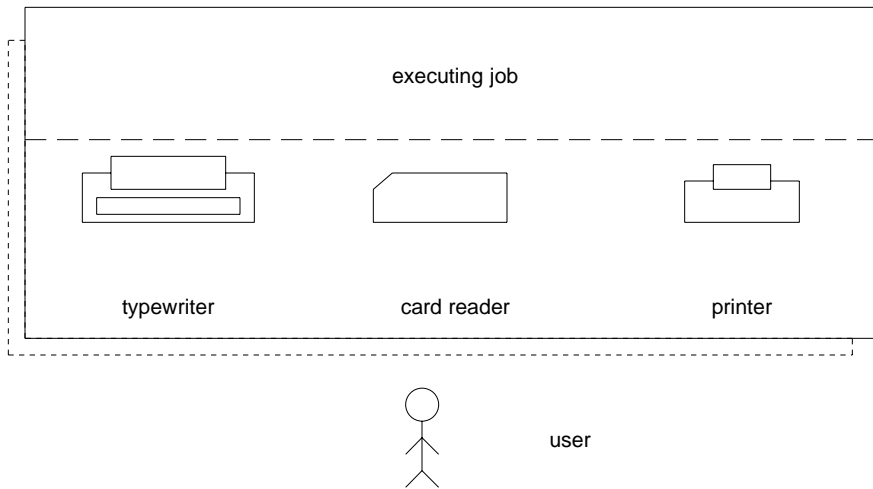 executing job
typewriter
card reader
printer
user